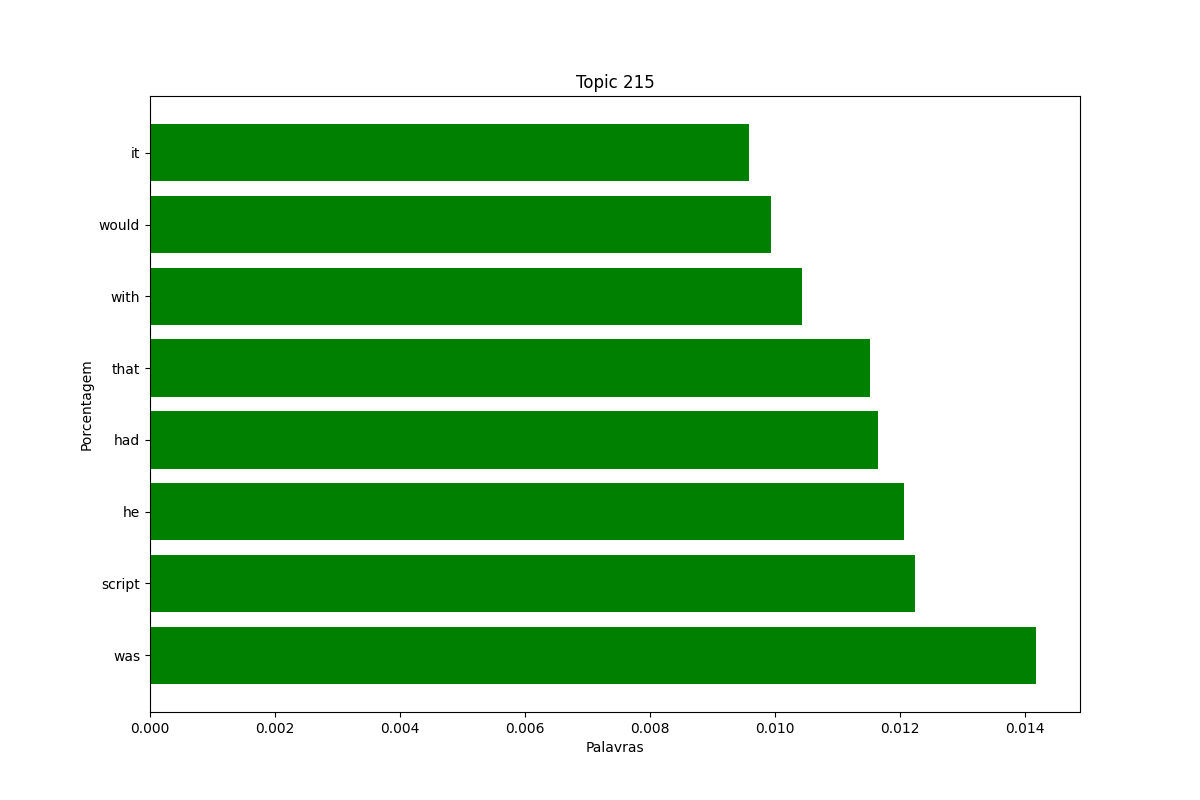 Topic 215
it
would
with
that
had
he
script
was
Porcentagem
0.000 0.002 0.004 0.006 0.008 0.010 0.012 0.014
Palavras